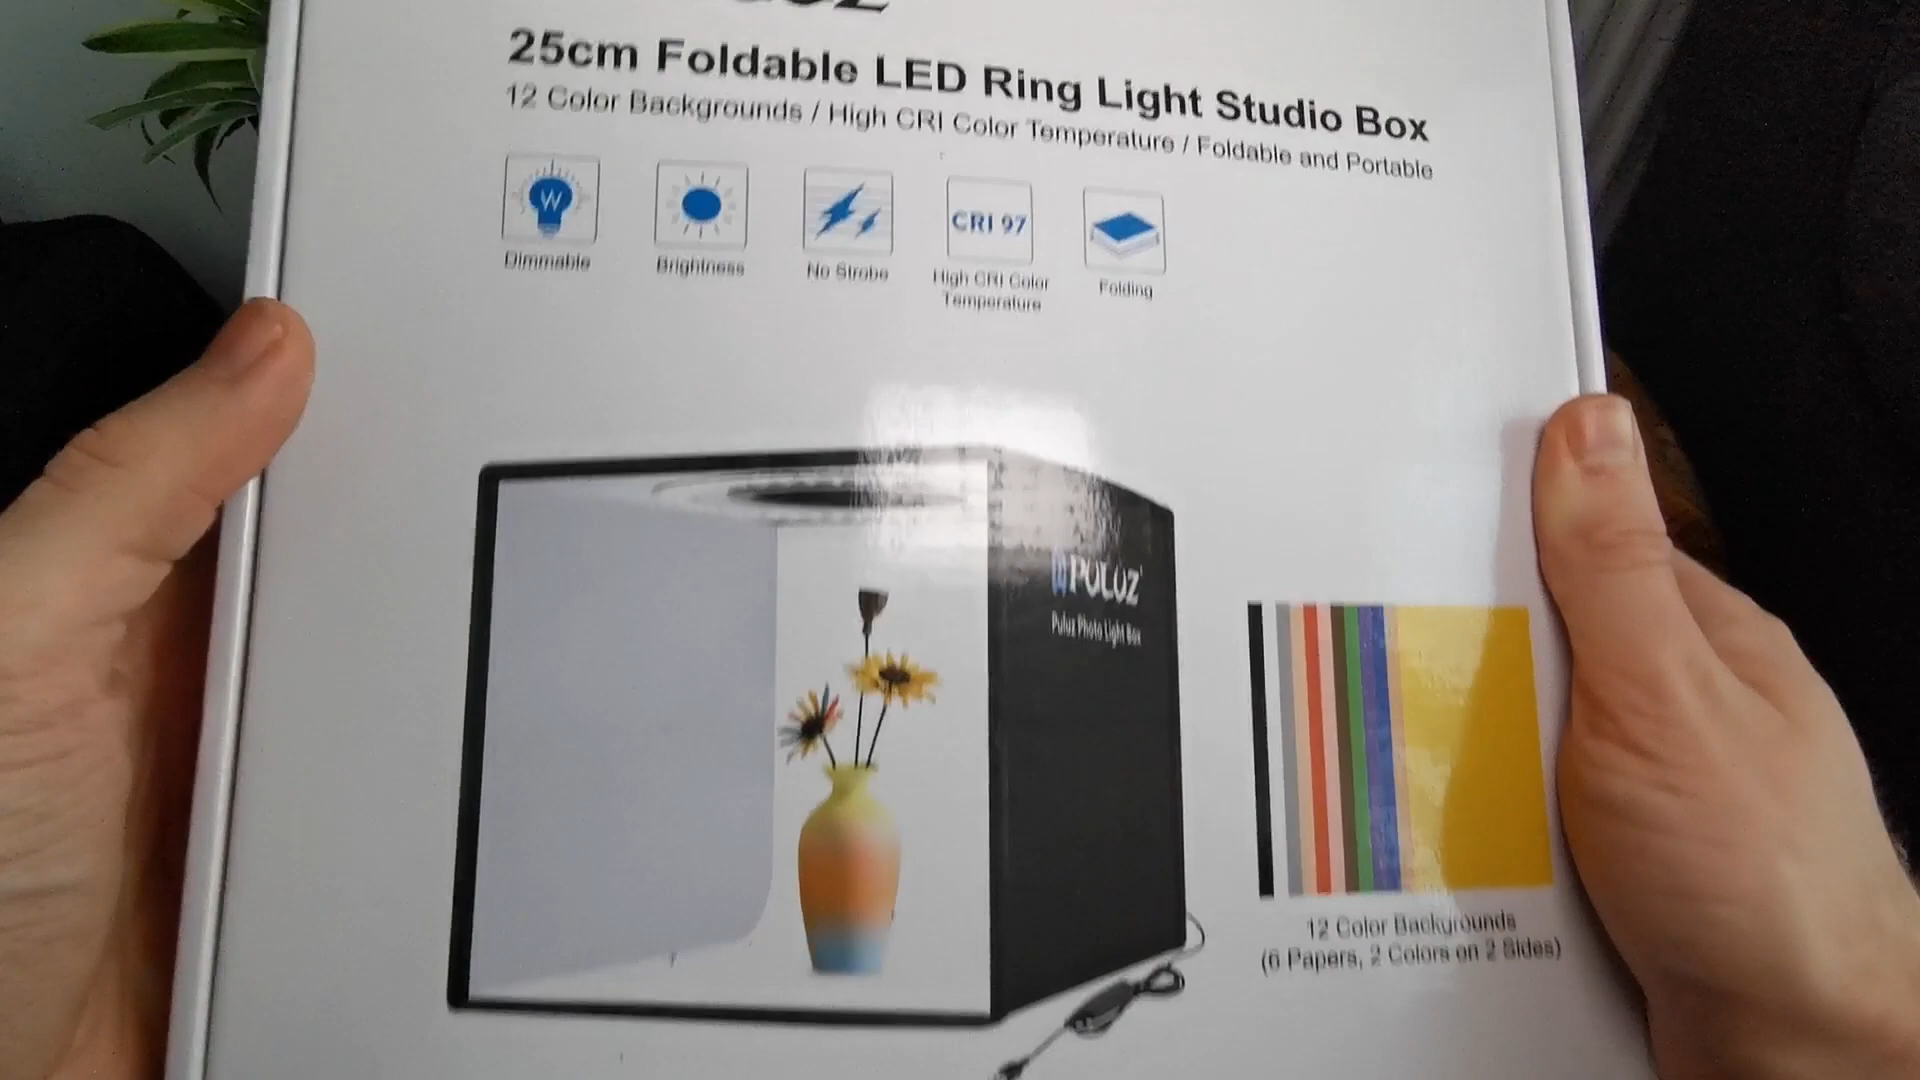 25cm Foldable LED Ring Light Studio Box
12 Color Backgrounds / High CRI Color Temperature / Foldable and Portable
W
CRI 97
Dimmable
Brightness
No Strobe
High CRI Color
Temperature
Folding
PULUZ
Puluz Photo Light Box
12 Color Backgrounds
(6 Papers, 2 Colors on 2 Sides)